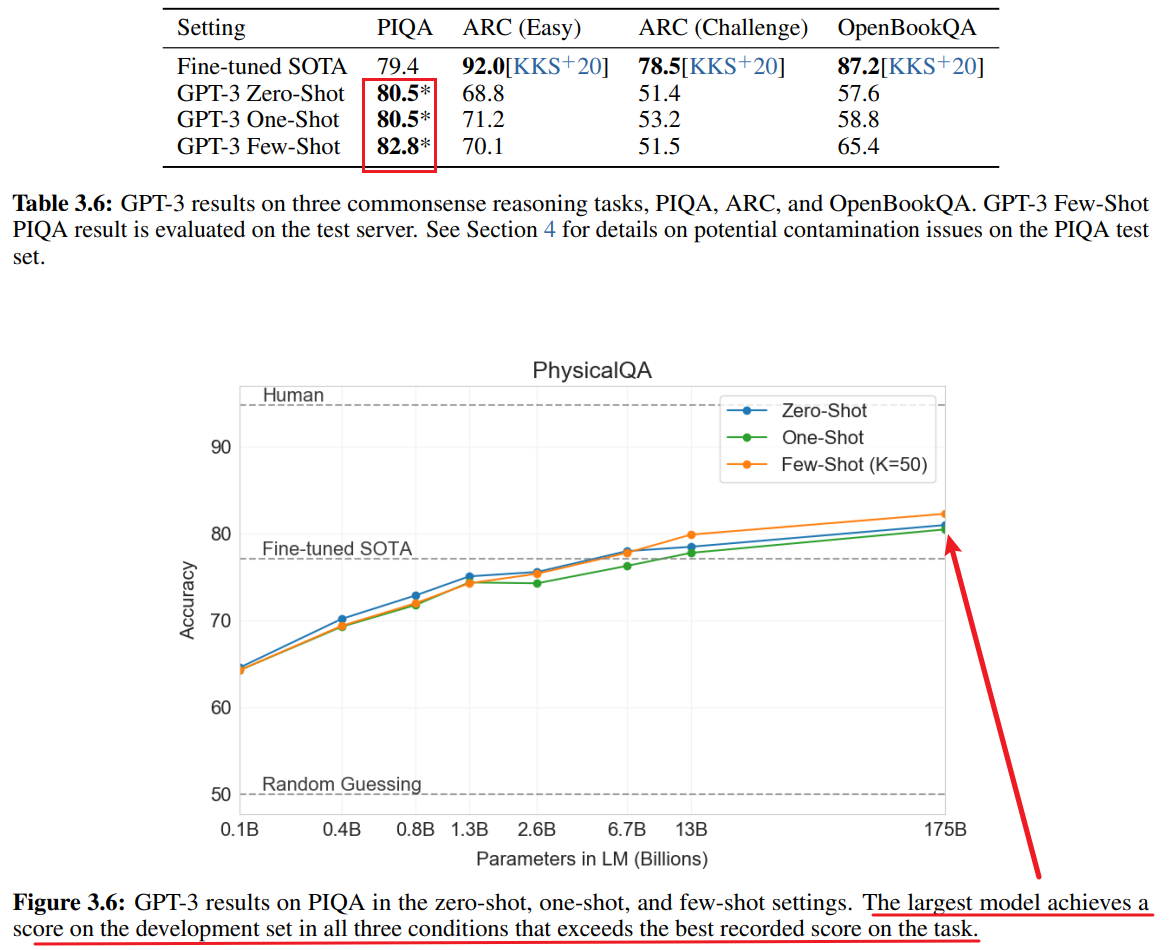 Setting PIQA ARC (Easy) ARC (Challenge) OpenBookQA
Fine-tuned SOTA 79.4 92.0[KKS+20] 78.5[KKS+20] 87.2[KKS+20]
GPT-3 Zero-Shot 80.5* 68.8 51.4 57.6
GPT-3 One-Shot 80.5* 71.2 53.2 58.8
GPT-3 Few-Shot 82.8* 70.1 51.5 65.4
Table 3.6: GPT-3 results on three commonsense reasoning tasks, PIQA, ARC, and OpenBookQA. GPT-3 Few-Shot
PIQA result is evaluated on the test server. See Section 4 for details on potential contamination issues on the PIQA test
set.
PhysicalQA
Human
Zero-Shot
One-Shot
Few-Shot (K=50)
90
80
Fine-tuned SOTA
70
60
50
Random Guessing
Accuracy
0.1B 0.4B 0.8B 1.3B 2.6B 6.7B 13B 175B
Parameters in LM (Billions)
Figure 3.6: GPT-3 results on PIQA in the zero-shot, one-shot, and few-shot settings. The largest model achieves a
score on the development set in all three conditions that exceeds the best recorded score on the task.